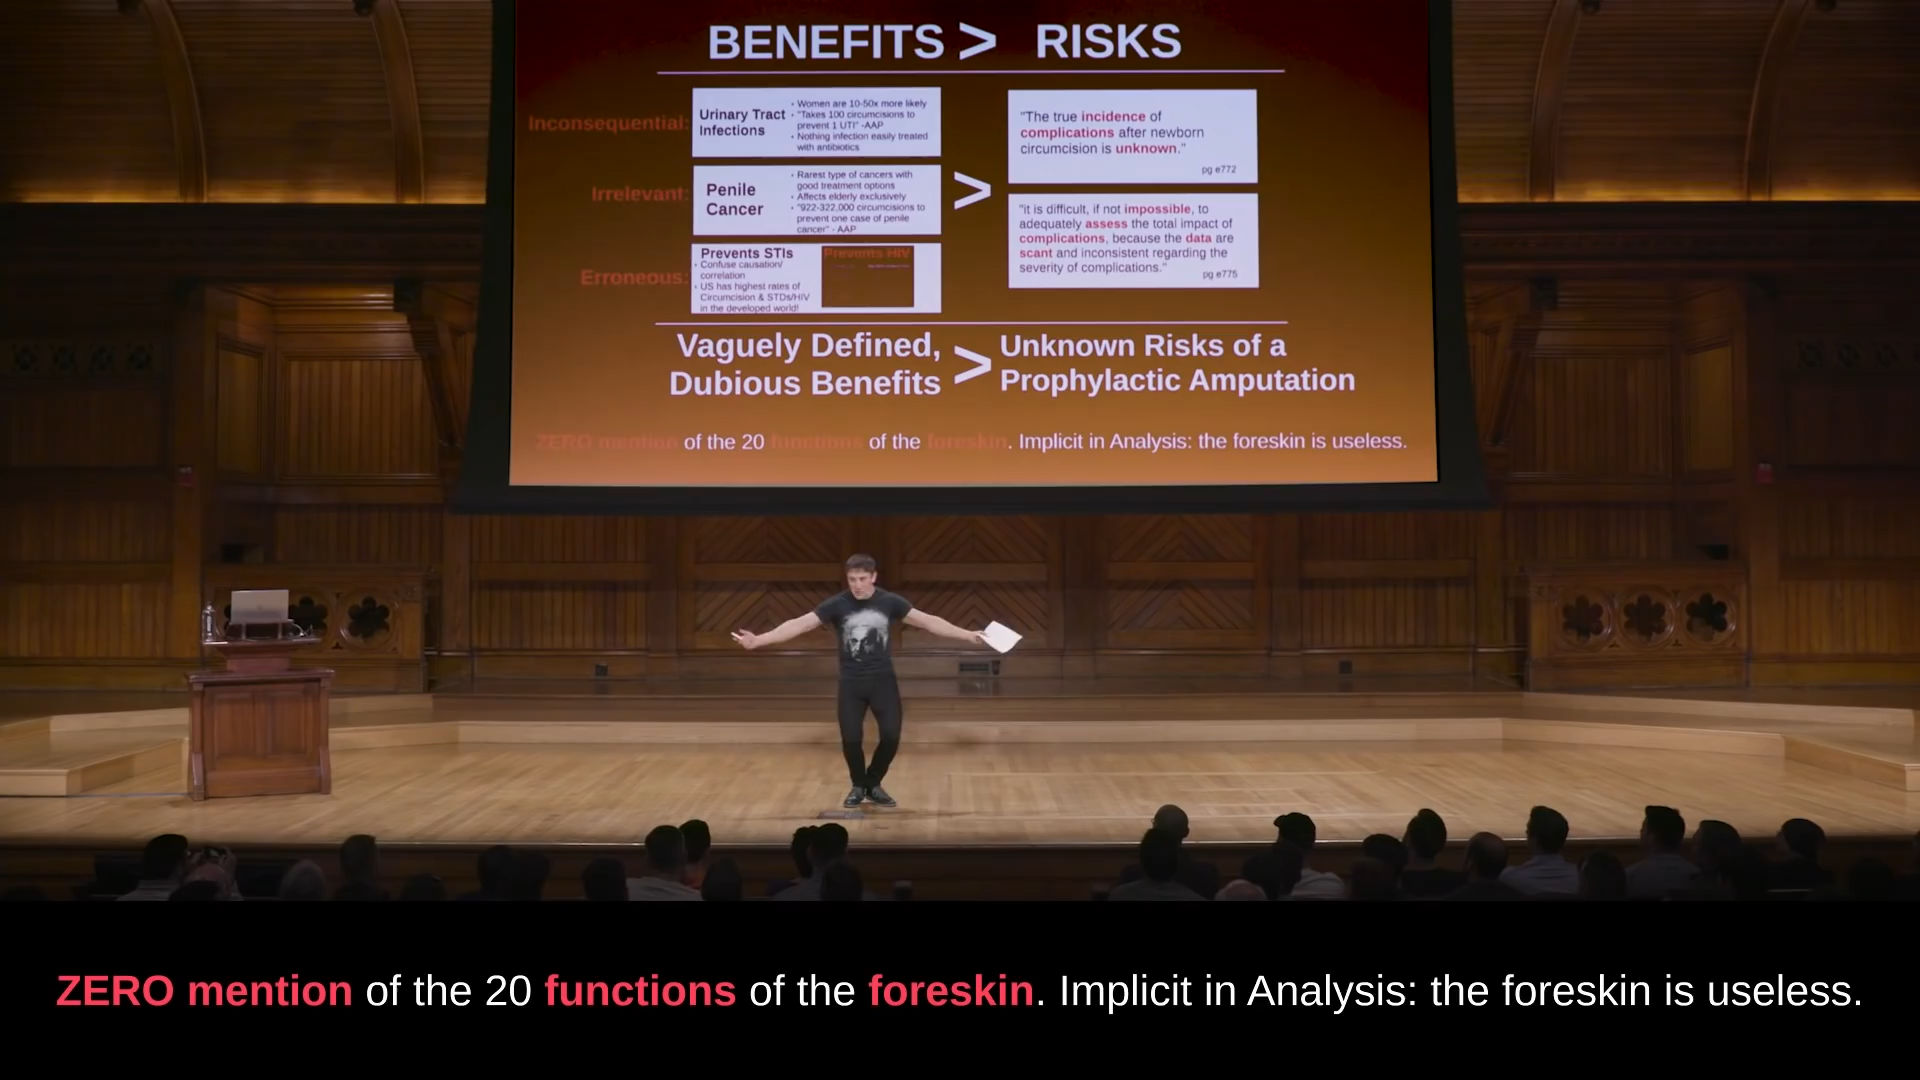 BENEFITS > RISKS
Inconsequential:
Urinary Tract
Infections
• Women are 10-50x more likely
• "Takes 100 circumcisions to
prevent 1 UTI" -AAP
• Nothing infection easily treated
with antibiotics
Irrelevant:
Penile
Cancer
• Rarest type of cancers with
good treatment options
• Affects elderly exclusively
• "922-322,000 circumcisions to
prevent one case of penile
cancer" - AAP
Erroneous:
Prevents STIs
• Confuse causation/
correlation
• US has highest rates of
Circumcision & STDs/HIV
in the developed world!
Prevents HIV
>
"The true incidence of
complications after newborn
circumcision is unknown."
pg e772
"it is difficult, if not impossible, to
adequately assess the total impact of
complications, because the data are
scant and inconsistent regarding the
severity of complications."
pg e775
Vaguely Defined,
Dubious Benefits
>
Unknown Risks of a
Prophylactic Amputation
ZERO mention of the 20 functions of the foreskin. Implicit in Analysis: the foreskin is useless.
ZERO mention of the 20 functions of the foreskin. Implicit in Analysis: the foreskin is useless.